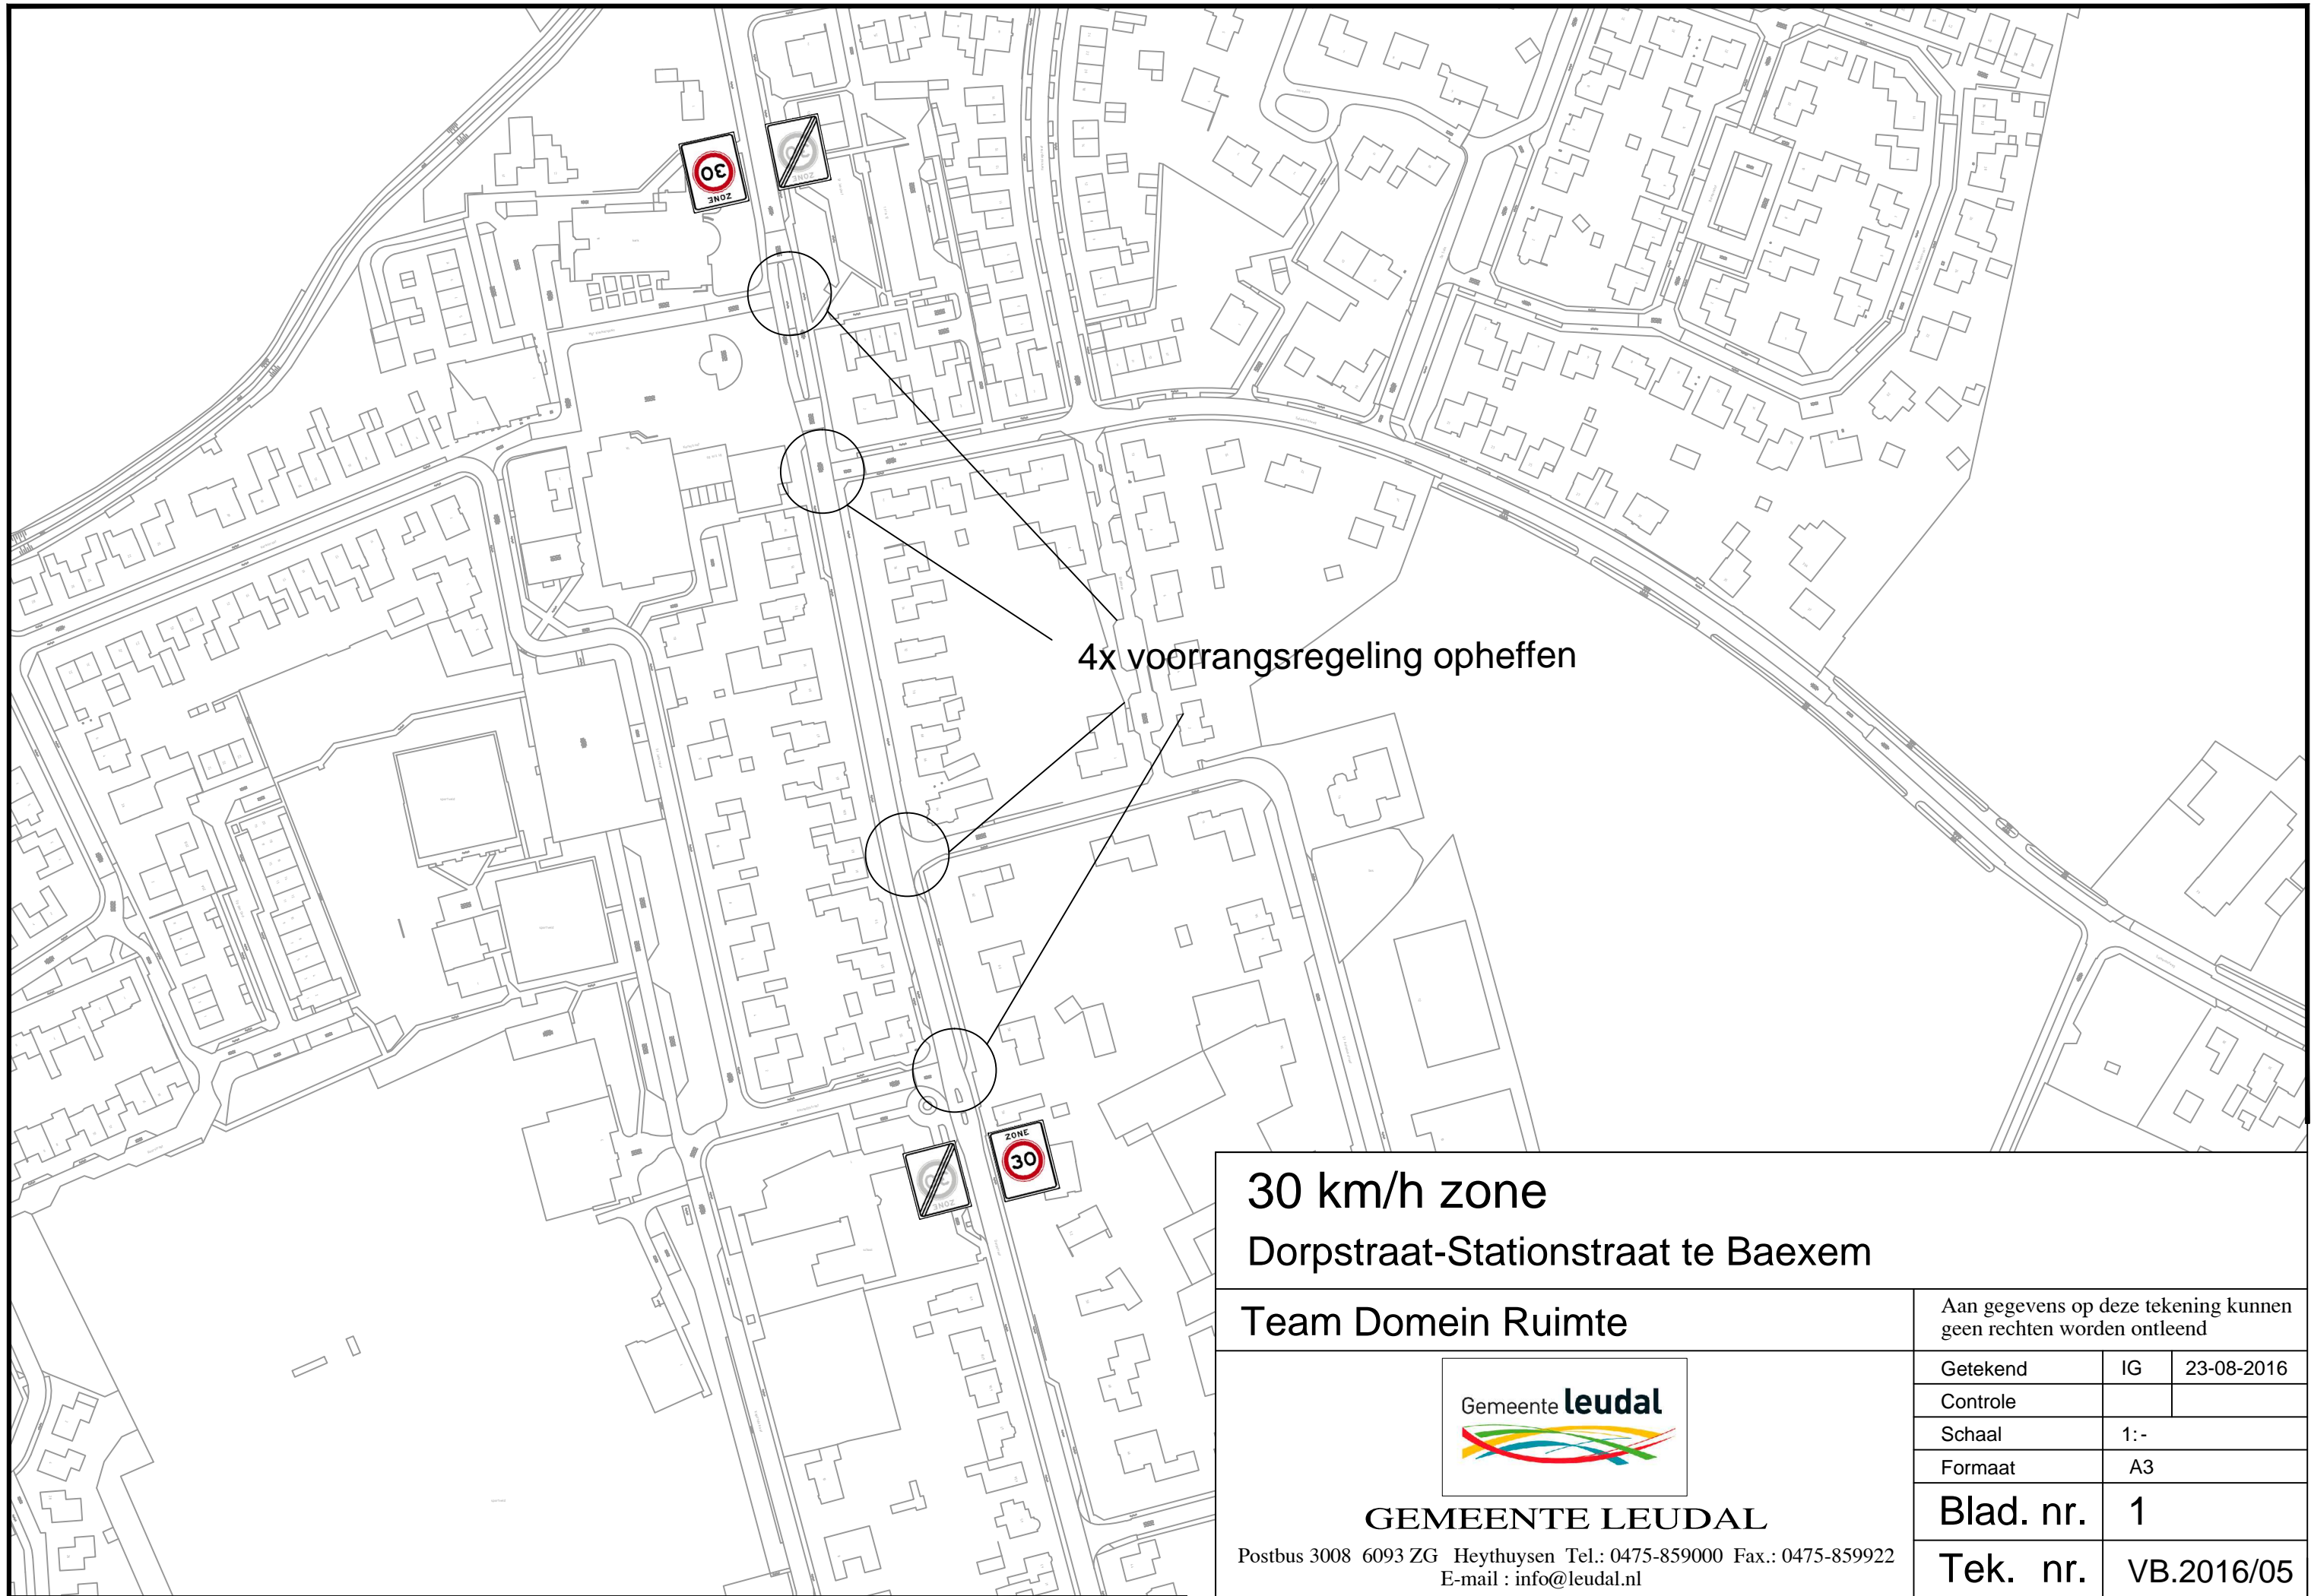 30
ZONE
ZONE
4x voorrangsregeling opheffen
ZONE
30
ZONE
30 km/h zone
Dorpstraat-Stationstraat te Baexem
Team Domein Ruimte
Aan gegevens op deze tekening kunnen
geen rechten worden ontleend
Getekend IG 23-08-2016
Controle
Schaal 1:-
Formaat A3
Blad. nr. 1
Tek. nr. VB.2016/05
Gemeente leudal
GEMEENTE LEUDAL
Postbus 3008 6093 ZG Heythuysen Tel.: 0475-859000 Fax.: 0475-859922
E-mail : info@leudal.nl